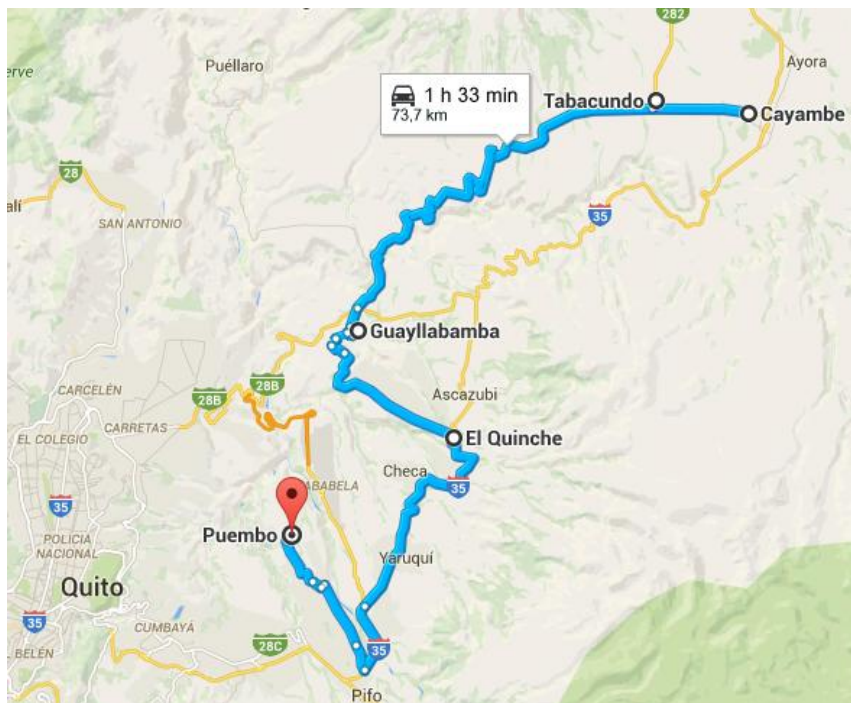 282
Puéllaro
Ayora
1 h 33 min
73,7 km
Tabacundo
Cayambe
28
alí
SAN ANTONIO
35
Guayllabamba
28B
28B
CARCELÉN
Ascazubi
CARRETAS
EL COLEGIO
El Quinche
Checa
35
ABABELA
35
Puembo
POLICIA
NACIONAL
Yaruquí
Quito
35
CUMBAYÁ
28C
35
L BELÉN
Pifo